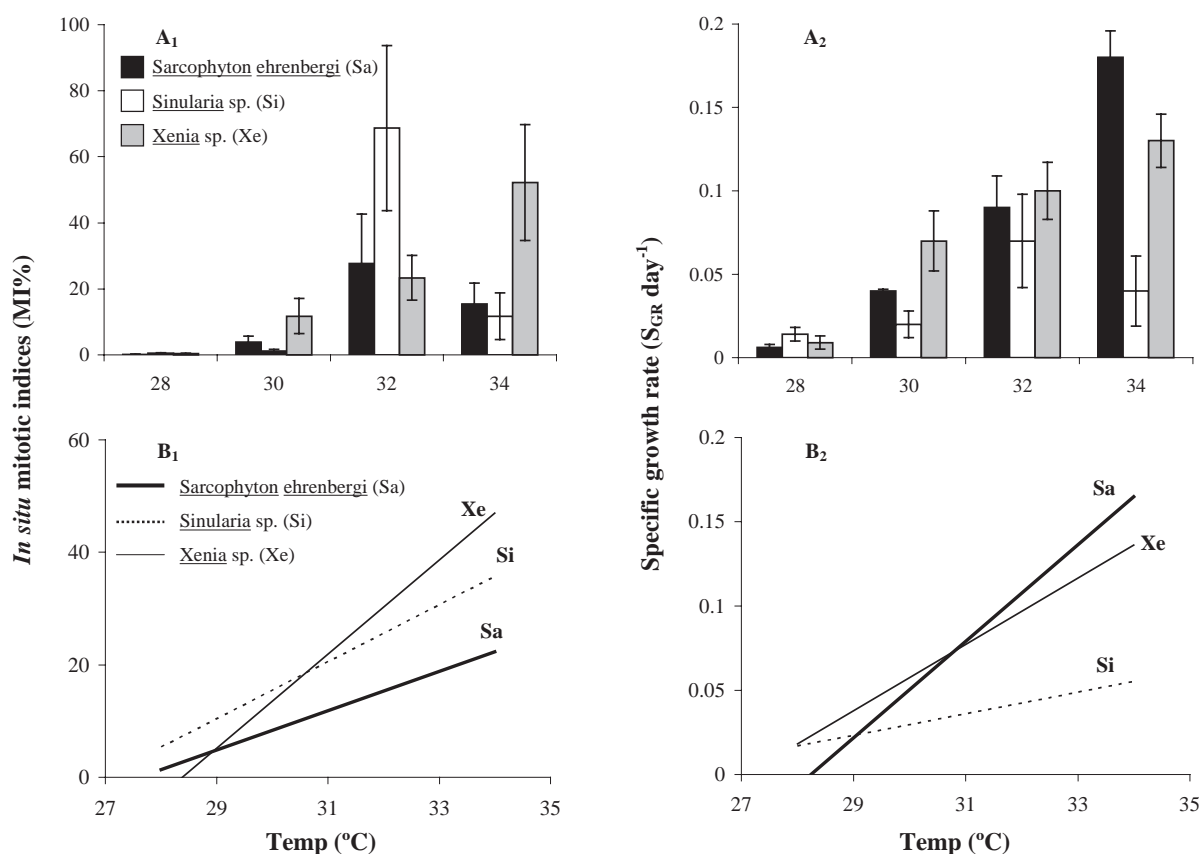 A1
Sarcophyton ehrenbergi (Sa)
Sinularia sp. (Si)
Xenia sp. (Xe)
100
80
60
40
20
0
28 30 32 34
In situ mitotic indices (MI%)
B1
Sarcophyton ehrenbergi (Sa)
Sinularia sp. (Si)
Xenia sp. (Xe)
Xe
Si
Sa
60
40
20
0
27 29 31 33 35
Temp (ºC)
A2
0.2
0.15
0.1
0.05
0
28 30 32 34
Specific growth rate (SGR day-1)
B2
Sa
Xe
Si
0.2
0.15
0.1
0.05
0
27 29 31 33 35
Temp (ºC)